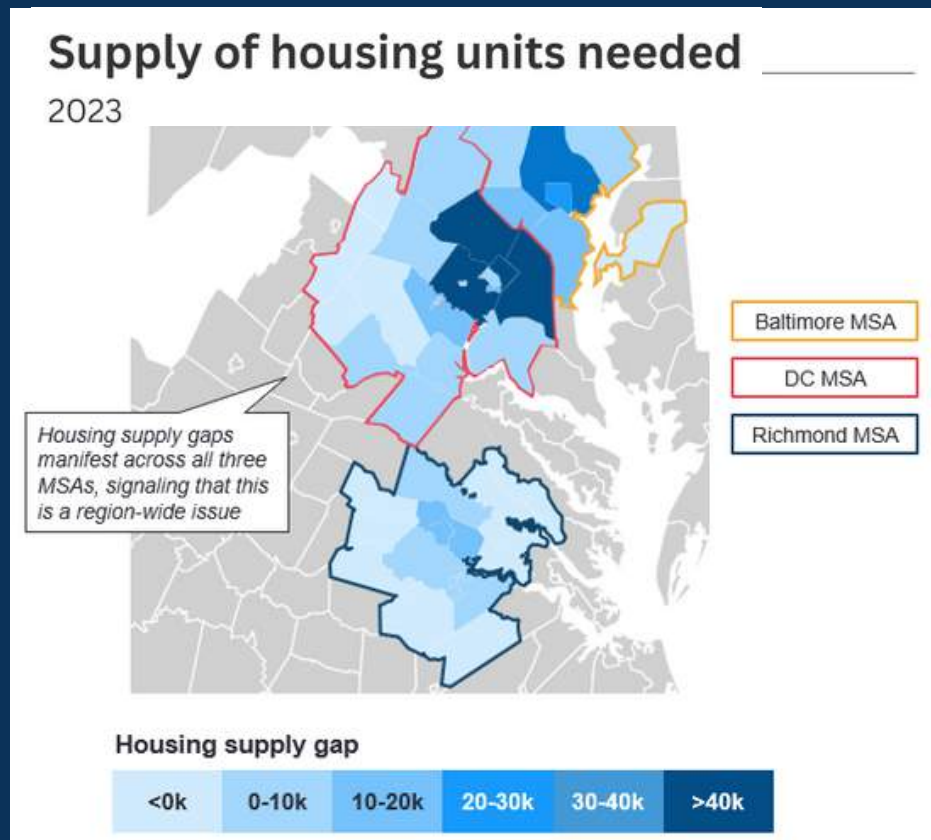 Supply of housing units needed
2023
Baltimore MSA
DC MSA
Richmond MSA
Housing supply gaps
manifest across all three
MSAs, signaling that this
is a region-wide issue
Housing supply gap
<0k 0-10k 10-20k 20-30k 30-40k >40k